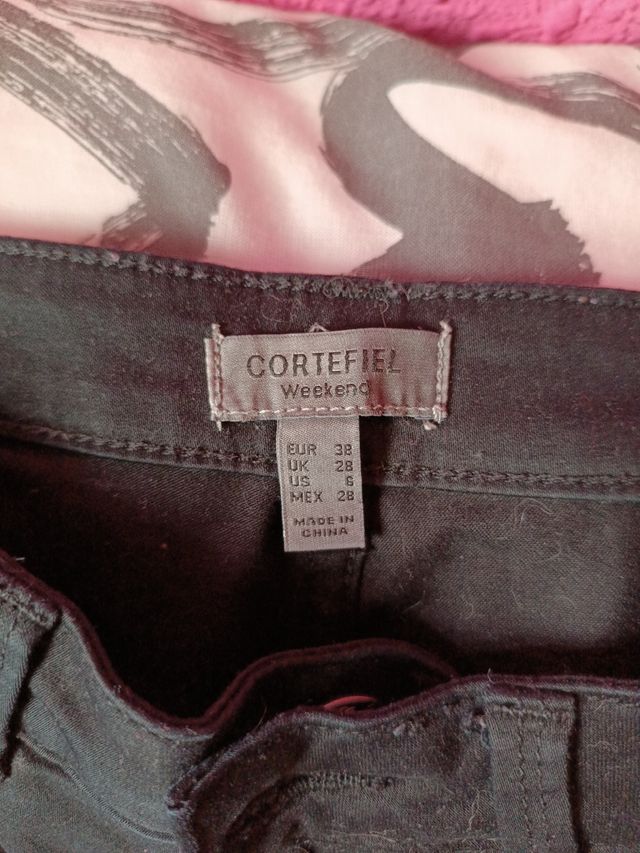 CORTEFIEL
Weekend
EUR 38
UK 28
US 6
MEX 28
MADE IN
CHINA